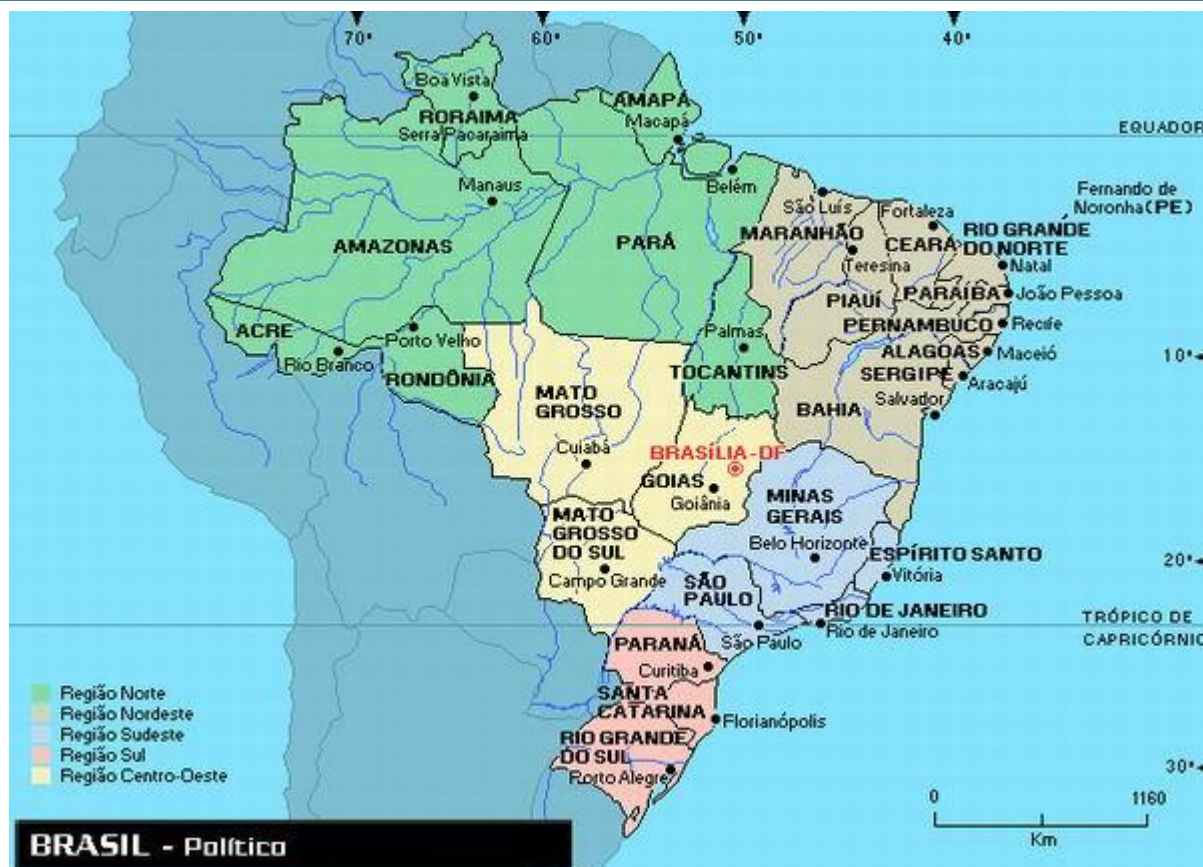 70°
60°
50°
40°
Boa Vista
RORAIMA
Serra Pacaraima
AMAPÁ
Macapá
EQUADOR
Manaus
Belém
São Luís
Fortaleza
Fernando de
Noronha(PE)
AMAZONAS
PARÁ
MARANHÃO
CEARÁ
RIO GRANDE
DO NORTE
Teresina
Natal
PIAUÍ
PARAÍBA
João Pessoa
ACRE
Porto Velho
Palmas
PERNAMBUCO
Recife
Rio Branco
RONDÔNIA
TOCANTINS
ALAGOAS
Maceió
10°
SERGIPE
Aracajú
MATO
GROSSO
BAHIA
Salvador
Cuiabá
BRASÍLIA-DF
GOIAS
Goiânia
MINAS
GERAIS
MATO
GROSSO
DO SUL
Belo Horizonte
ESPÍRITO SANTO
20°
Campo Grande
SÃO
PAULO
Vitória
RIO DE JANEIRO
Rio de Janeiro
TRÓPICO DE
CAPRICÓRNIO
PARANÁ
São Paulo
Curitiba
SANTA
CATARINA
Florianópolis
RIO GRANDE
DO SUL
Porto Alegre
30°
Região Norte
Região Nordeste
Região Sudeste
Região Sul
Região Centro-Oeste
0 1160
Km
BRASIL - Político